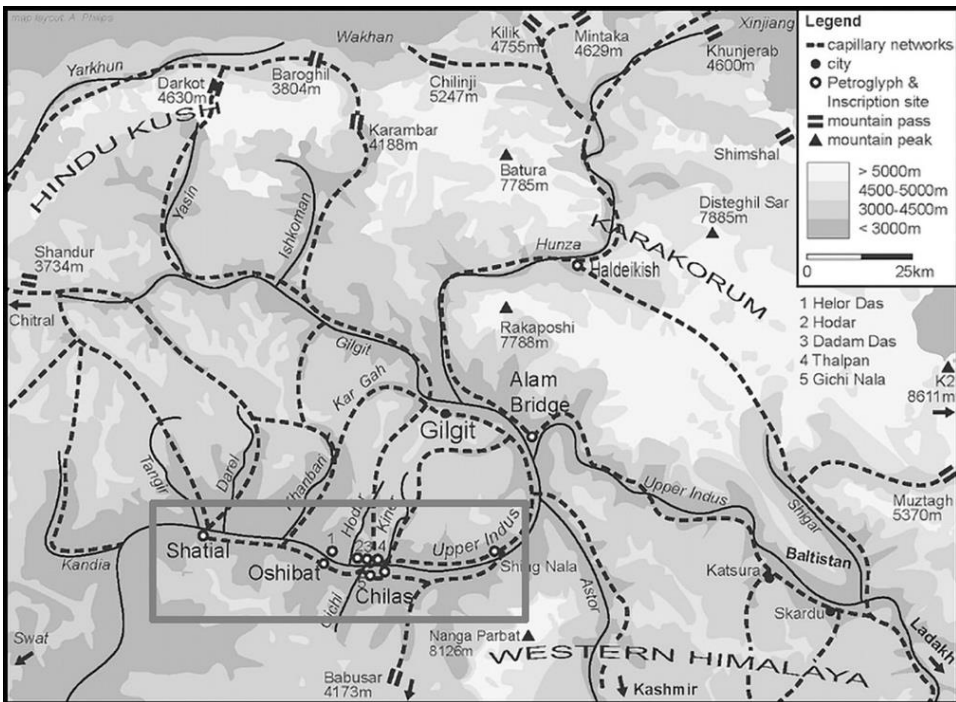 map layout: A. Philips
Wakhan
Kilik
4755m
Mintaka
4629m
Xinjiang
Khunjerab
4600m
Yarkhun
Darkot
4630m
Baroghil
3804m
Chilinji
5247m
Karambar
4188m
HINDU KUSH
Batura
7785m
Shimshal
Yasin
Ishkoman
Disteghil Sar
7885m
Shandur
3734m
Hunza
Haldeikish
KARAKORUM
Chitral
Rakaposhi
7788m
Gilgit
Kar Gah
Alam
Bridge
Gilgit
K2
8611m
Tangir
Darel
Khanbari
Hodar
Kiner
Upper Indus
Upper Indus
Shigar
Muztagh
5370m
Kandia
Shatial
1
Oshibat
2
3
4
Chilas
Shing Nala
Gichi
Astor
Baltistan
Katsura
Skardu
Ladakh
Swat
Nanga Parbat
8126m
WESTERN HIMALAYA
Babusar
4173m
Kashmir
Legend
capillary networks
city
Petroglyph &
Inscription site
mountain pass
mountain peak
> 5000m
4500-5000m
3000-4500m
< 3000m
0 25km
1 Helor Das
2 Hodar
3 Dadam Das
4 Thalpan
5 Gichi Nala